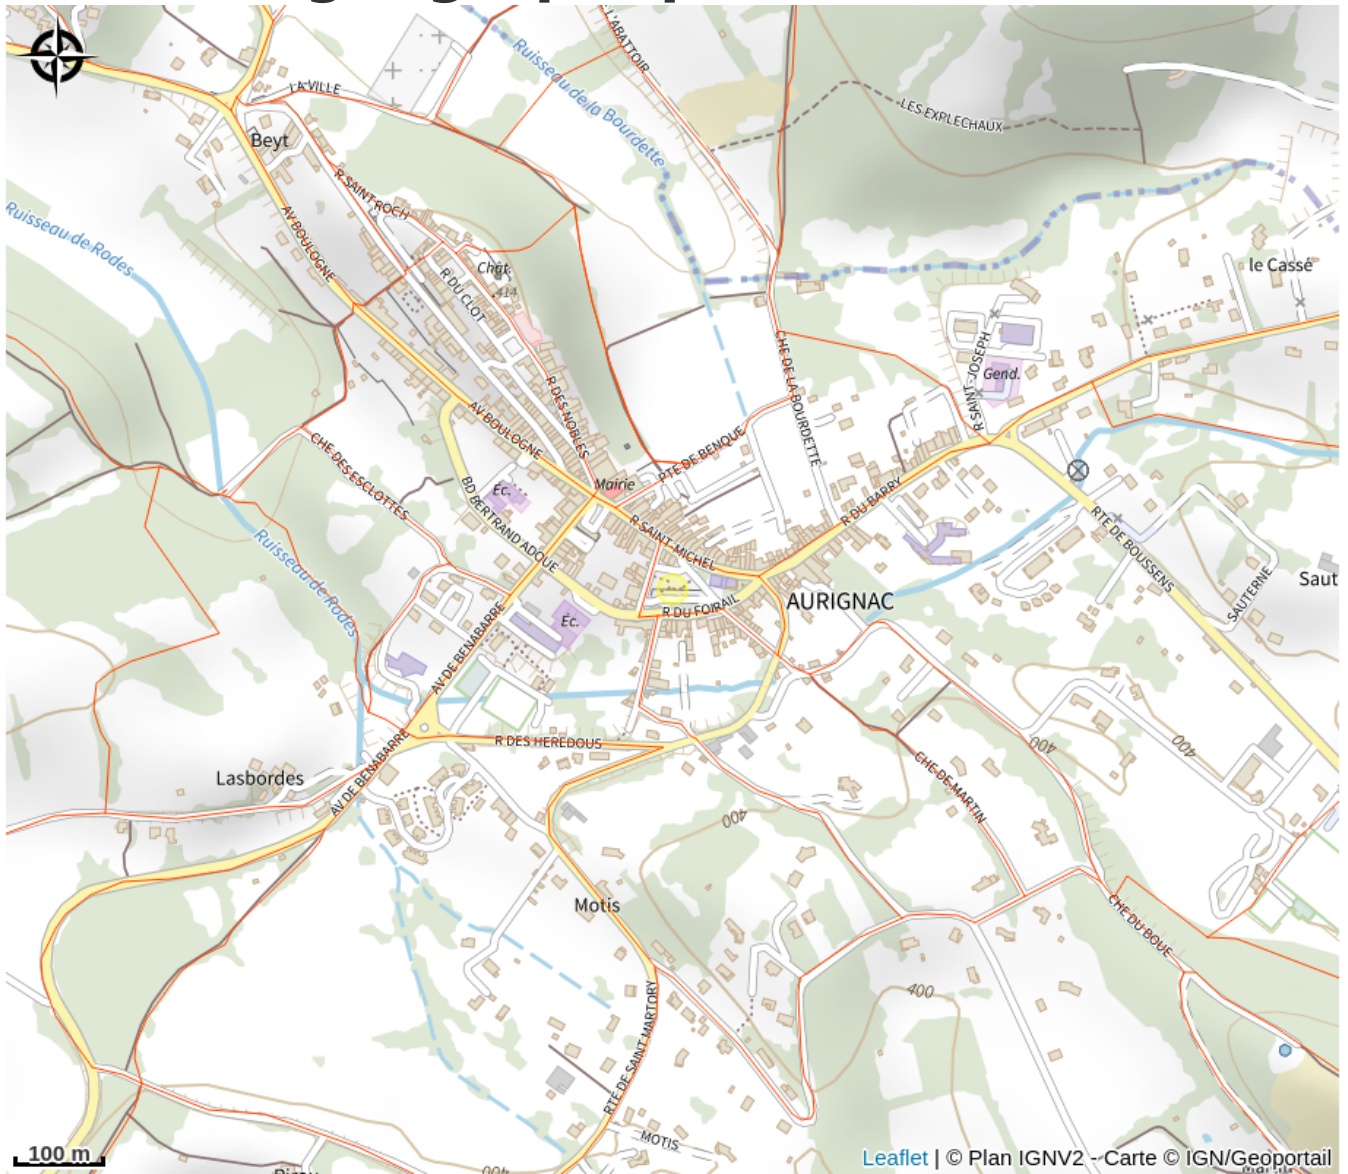 L'ABATTOIR
Ruisseau de la Bourdette
LA VILLE
LES EXPLECHAUX
Beyt
R SAINT-ROCH
Ruisseau de Rodes
AV BOULOGNE
Chât.
.414
R DU CLOT
le Cassé
CHE DE LA BOURDETTE
R SAINT-JOSEPH
Gend.
R DES NOBLES
AV BOULOGNE
CHE DES ESCLOTTES
PTE DE BENQUE
Mairie
Éc.
BD BERTRAND ADOUE
R DU BARRY
R SAINT-MICHEL
RTE DE BOUSSENS
Ruisseau de Rodes
SAUTERNE
Saut
AURIGNAC
R DU FOIRAIL
Éc.
AV DE BENABARRE
R DES HEREDOUS
400
400
AV DE BENABARRE
Lasbordes
CHE DE MARTIN
400
Motis
CHE DU BOUE
400
RTE DE SAINT-MARTORY
MOTIS
100 m
400
Leaflet | © Plan IGNV2 - Carte © IGN/Geoportail